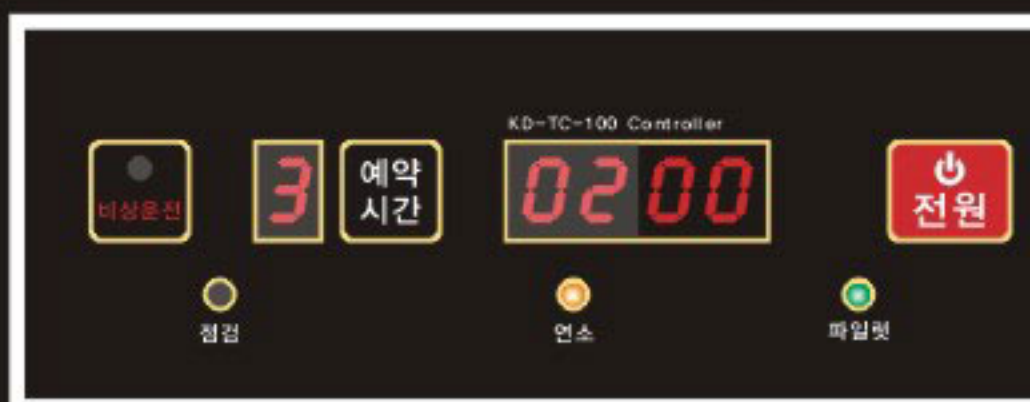 KD-TC-100 Controller
비상운전
3
예약
시간
0200
전원
점검
연소
파일럿